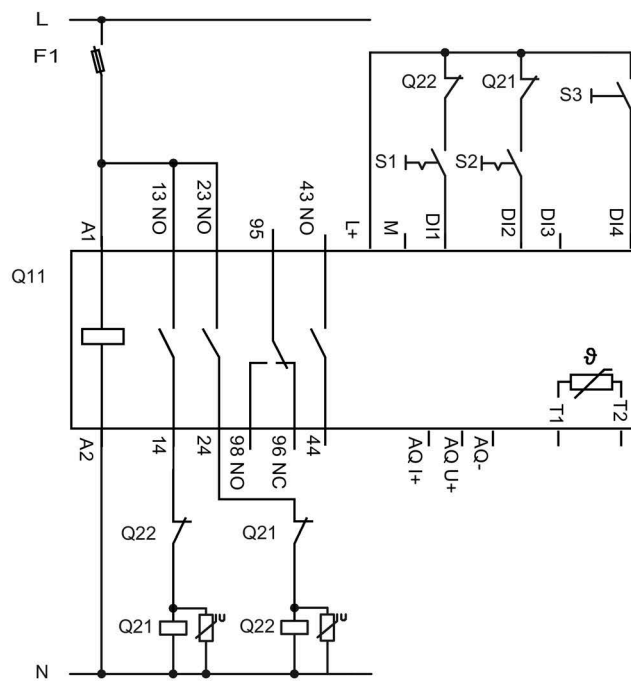 L
F1
Q22
Q21
S3
S1
S2
A1
13 NO
23 NO
95
43 NO
L+
M
DI1
DI2
DI3
DI4
Q11
ϑ
T1
T2
A2
14
24
98 NO
96 NC
44
AQ I+
AQ U+
AQ-
Q22
Q21
Q21
U
Q22
U
N